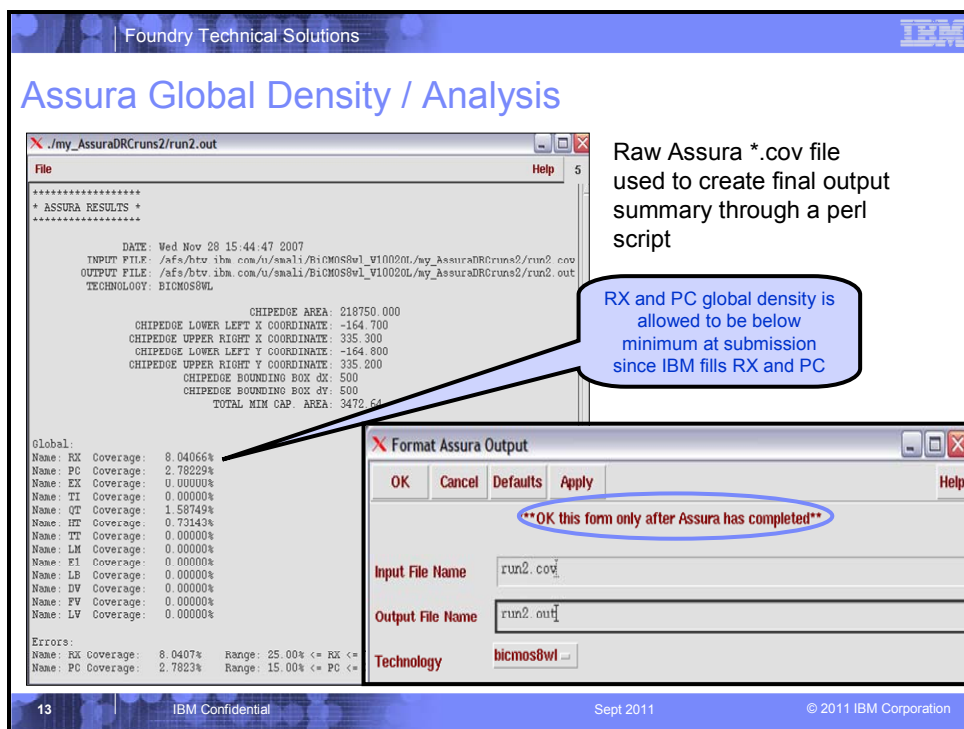 Foundry Technical Solutions
IBM
Assura Global Density / Analysis
./my_AssuraDRCruns2/run2.out
File Help 5
******************
* ASSURA RESULTS *
******************
DATE: Wed Nov 28 15:44:47 2007
INPUT FILE: /afs/btv.ibm.com/u/smali/BiCMOS8wl_V10020L/my_AssuraDRCruns2/run2.cov
OUTPUT FILE: /afs/btv.ibm.com/u/smali/BiCMOS8wl_V10020L/my_AssuraDRCruns2/run2.out
TECHNOLOGY: BICMOS8WL
CHIPEDGE AREA: 218750.000
CHIPEDGE LOWER LEFT X COORDINATE: -164.700
CHIPEDGE UPPER RIGHT X COORDINATE: 335.300
CHIPEDGE LOWER LEFT Y COORDINATE: -164.800
CHIPEDGE UPPER RIGHT Y COORDINATE: 335.200
CHIPEDGE BOUNDING BOX dX: 500
CHIPEDGE BOUNDING BOX dY: 500
TOTAL MIM CAP. AREA: 3472.64
Global:
Name: RX Coverage: 8.04066%
Name: PC Coverage: 2.78229%
Name: EX Coverage: 0.00000%
Name: TI Coverage: 0.00000%
Name: QT Coverage: 1.58749%
Name: HT Coverage: 0.73143%
Name: TT Coverage: 0.00000%
Name: LM Coverage: 0.00000%
Name: E1 Coverage: 0.00000%
Name: LB Coverage: 0.00000%
Name: DV Coverage: 0.00000%
Name: FV Coverage: 0.00000%
Name: LV Coverage: 0.00000%
Errors:
Name: RX Coverage: 8.0407% Range: 25.00% <= RX <=
Name: PC Coverage: 2.7823% Range: 15.00% <= PC <=
Raw Assura *.cov file
used to create final output
summary through a perl
script
RX and PC global density is
allowed to be below
minimum at submission
since IBM fills RX and PC
Format Assura Output
OK Cancel Defaults Apply Help
**OK this form only after Assura has completed**
Input File Name run2.cov
Output File Name run2.out
Technology bicmos8wl
13 IBM Confidential Sept 2011 © 2011 IBM Corporation